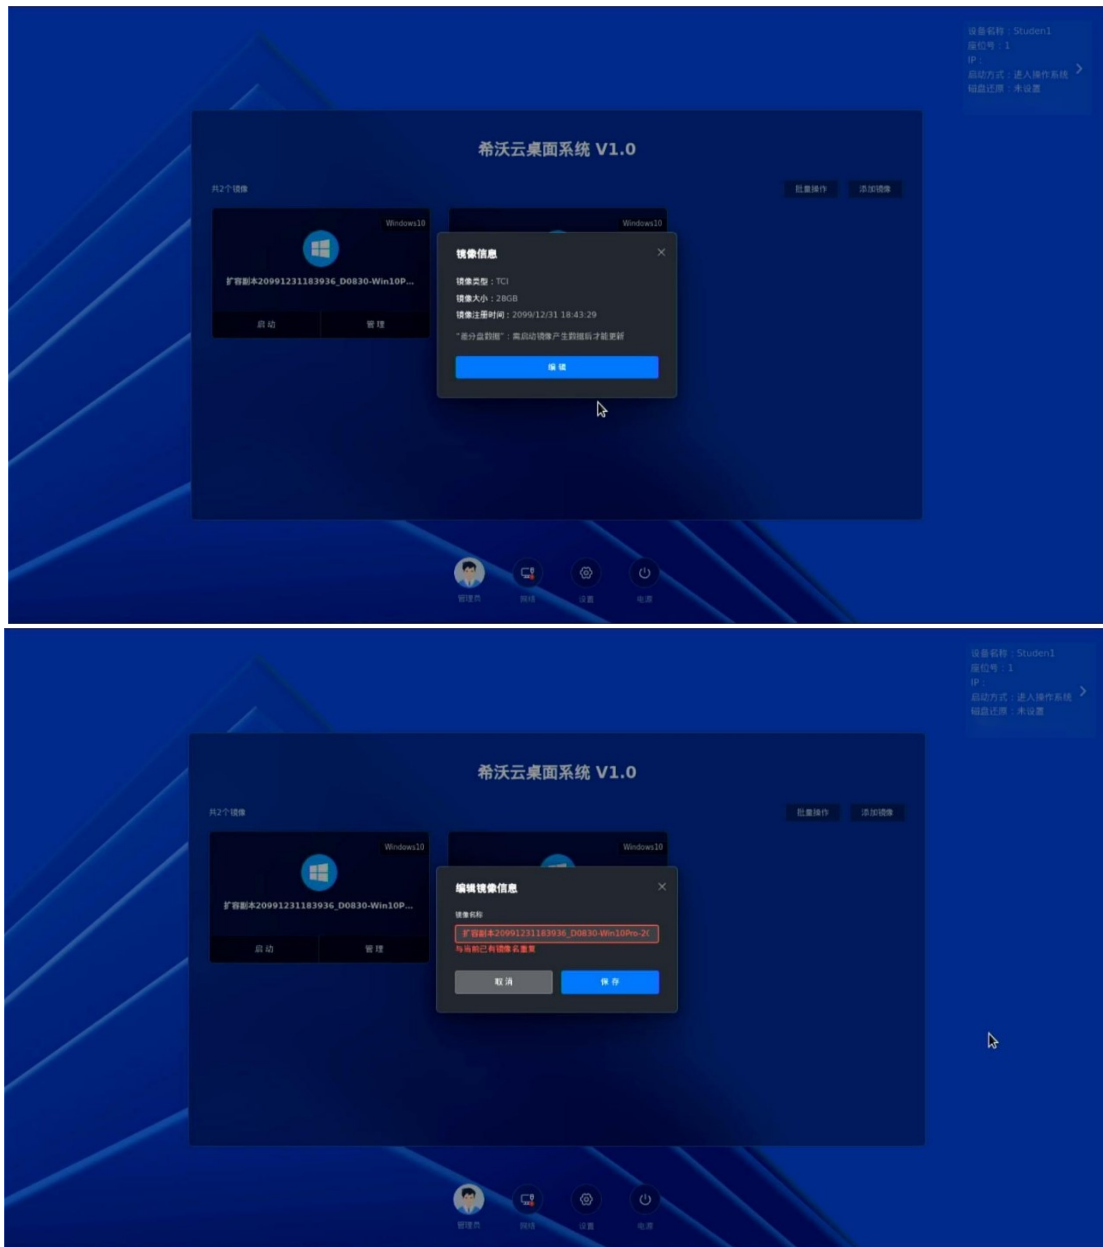 设备名称：Studen1
座位号：1
IP：
启动方式：进入操作系统
磁盘还原：未设置
希沃云桌面系统 V1.0
共2个镜像
批量操作
添加镜像
Windows10
Windows10
扩容副本20991231183936_D0830-Win10P...
启动
管理
镜像信息
镜像类型：TCI
镜像大小：28GB
镜像注册时间：2099/12/31 18:43:29
“差分盘数据”：需启动镜像产生数据后才能更新
编辑
管理员
网络
设置
电源
设备名称：Studen1
座位号：1
IP：
启动方式：进入操作系统
磁盘还原：未设置
希沃云桌面系统 V1.0
共2个镜像
批量操作
添加镜像
Windows10
Windows10
扩容副本20991231183936_D0830-Win10P...
启动
管理
编辑镜像信息
镜像名称
扩容副本20991231183936_D0830-Win10Pro-20
与当前已有镜像名重复
取消
保存
管理员
网络
设置
电源